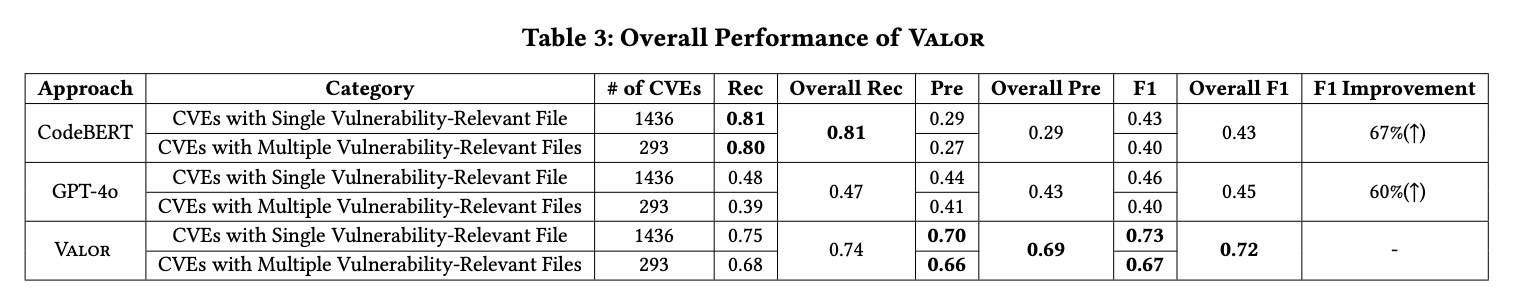 Table 3: Overall Performance of VALOR
Approach Category # of CVEs Rec Overall Rec Pre Overall Pre F1 Overall F1 F1 Improvement
CodeBERT CVEs with Single Vulnerability-Relevant File 1436 0.81 0.81 0.29 0.29 0.43 0.43 67%(↑)
CVEs with Multiple Vulnerability-Relevant Files 293 0.80 0.27 0.40
GPT-4o CVEs with Single Vulnerability-Relevant File 1436 0.48 0.47 0.44 0.43 0.46 0.45 60%(↑)
CVEs with Multiple Vulnerability-Relevant Files 293 0.39 0.41 0.40
VALOR CVEs with Single Vulnerability-Relevant File 1436 0.75 0.74 0.70 0.69 0.73 0.72 -
CVEs with Multiple Vulnerability-Relevant Files 293 0.68 0.66 0.67